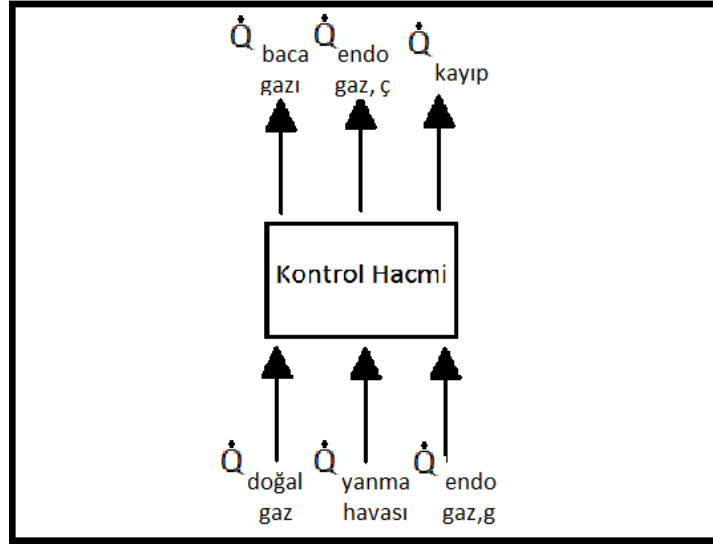 Q̇ baca gazı
Q̇ endo gaz, ç
Q̇ kayıp
Kontrol Hacmi
Q̇ doğal gaz
Q̇ yanma havası
Q̇ endo gaz,g